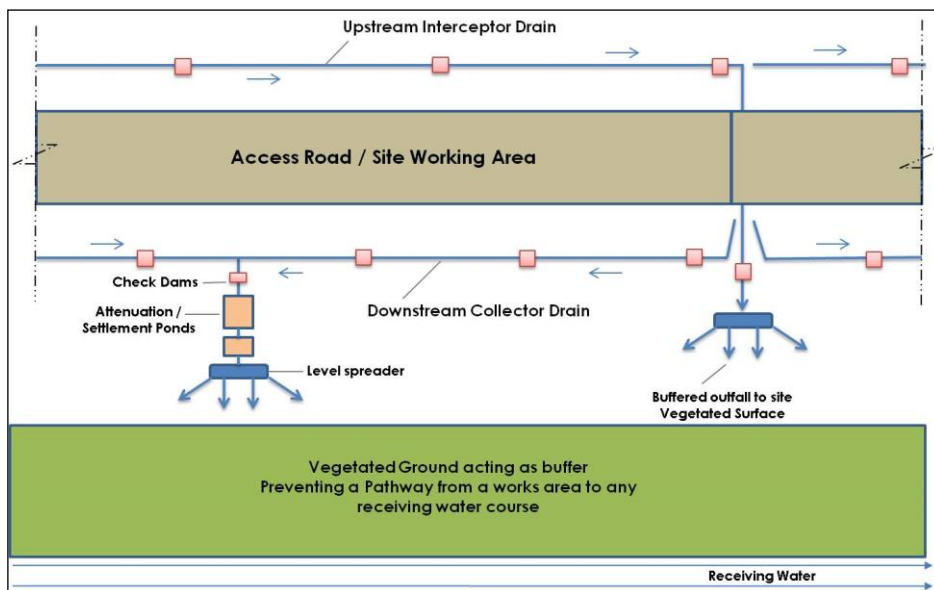 Upstream Interceptor Drain
Access Road / Site Working Area
Check Dams
Attenuation /
Settlement Ponds
Downstream Collector Drain
Level spreader
Buffered outfall to site
Vegetated Surface
Vegetated Ground acting as buffer
Preventing a Pathway from a works area to any
receiving water course
Receiving Water